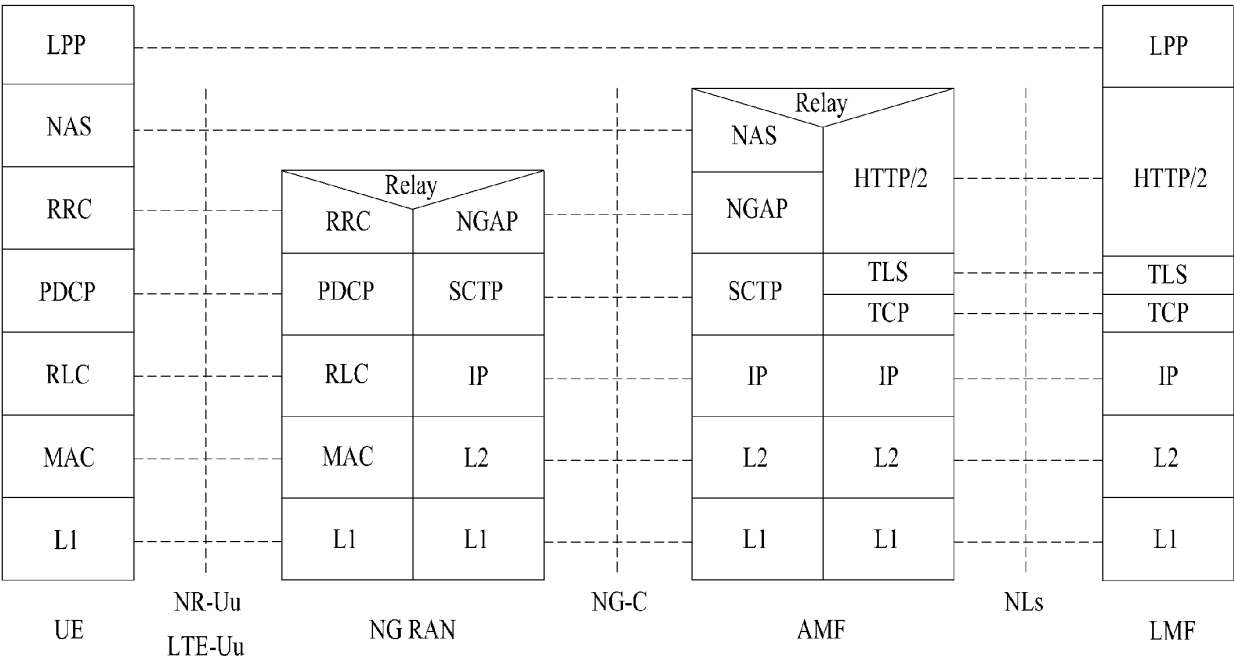 LPP
LPP
Relay
NAS
NAS
HTTP/2
HTTP/2
Relay
RRC
RRC
NGAP
NGAP
PDCP
PDCP
SCTP
SCTP
TLS
TLS
TCP
TCP
RLC
RLC
IP
IP
IP
IP
MAC
MAC
L2
L2
L2
L2
L1
L1
L1
L1
L1
L1
NR-Uu
NG-C
NLs
UE
LTE-Uu
NG RAN
AMF
LMF